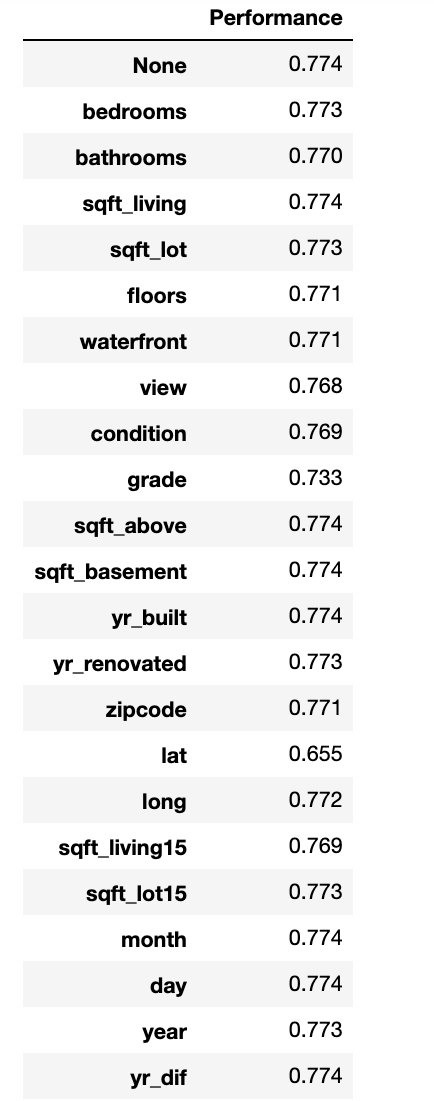 Performance
None 0.774
bedrooms 0.773
bathrooms 0.770
sqft_living 0.774
sqft_lot 0.773
floors 0.771
waterfront 0.771
view 0.768
condition 0.769
grade 0.733
sqft_above 0.774
sqft_basement 0.774
yr_built 0.774
yr_renovated 0.773
zipcode 0.771
lat 0.655
long 0.772
sqft_living15 0.769
sqft_lot15 0.773
month 0.774
day 0.774
year 0.773
yr_dif 0.774